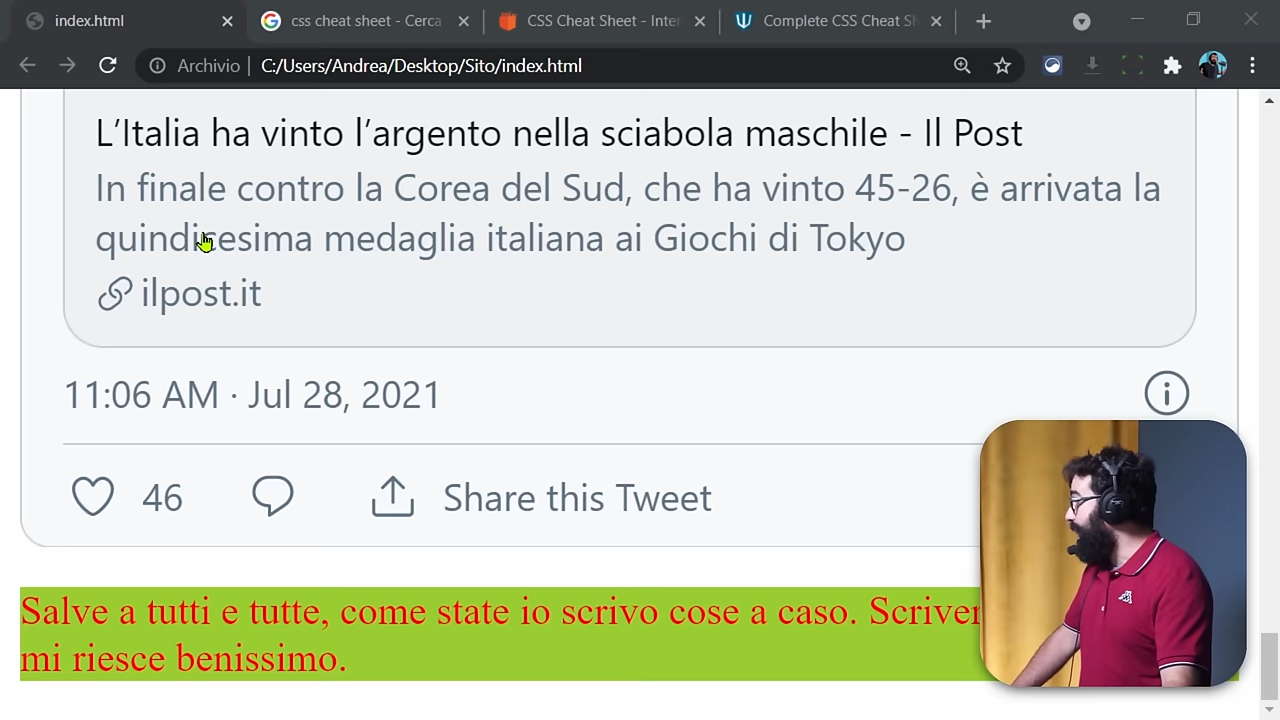 index.html
css cheat sheet - Cerca
CSS Cheat Sheet - Inter
Complete CSS Cheat Sh
Archivio
C:/Users/Andrea/Desktop/Sito/index.html
L’Italia ha vinto l’argento nella sciabola maschile - Il Post
In finale contro la Corea del Sud, che ha vinto 45-26, è arrivata la
quindicesima medaglia italiana ai Giochi di Tokyo
ilpost.it
11:06 AM · Jul 28, 2021
46
Share this Tweet
Salve a tutti e tutte, come state io scrivo cose a caso. Scriver
mi riesce benissimo.